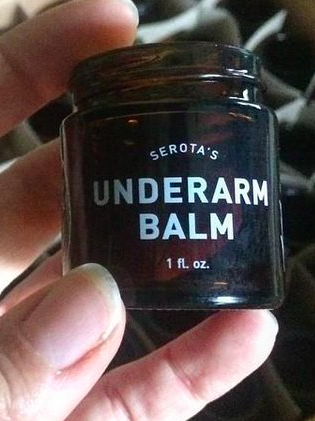 SEROTA'S
UNDERARM
BALM
1 fl. oz.